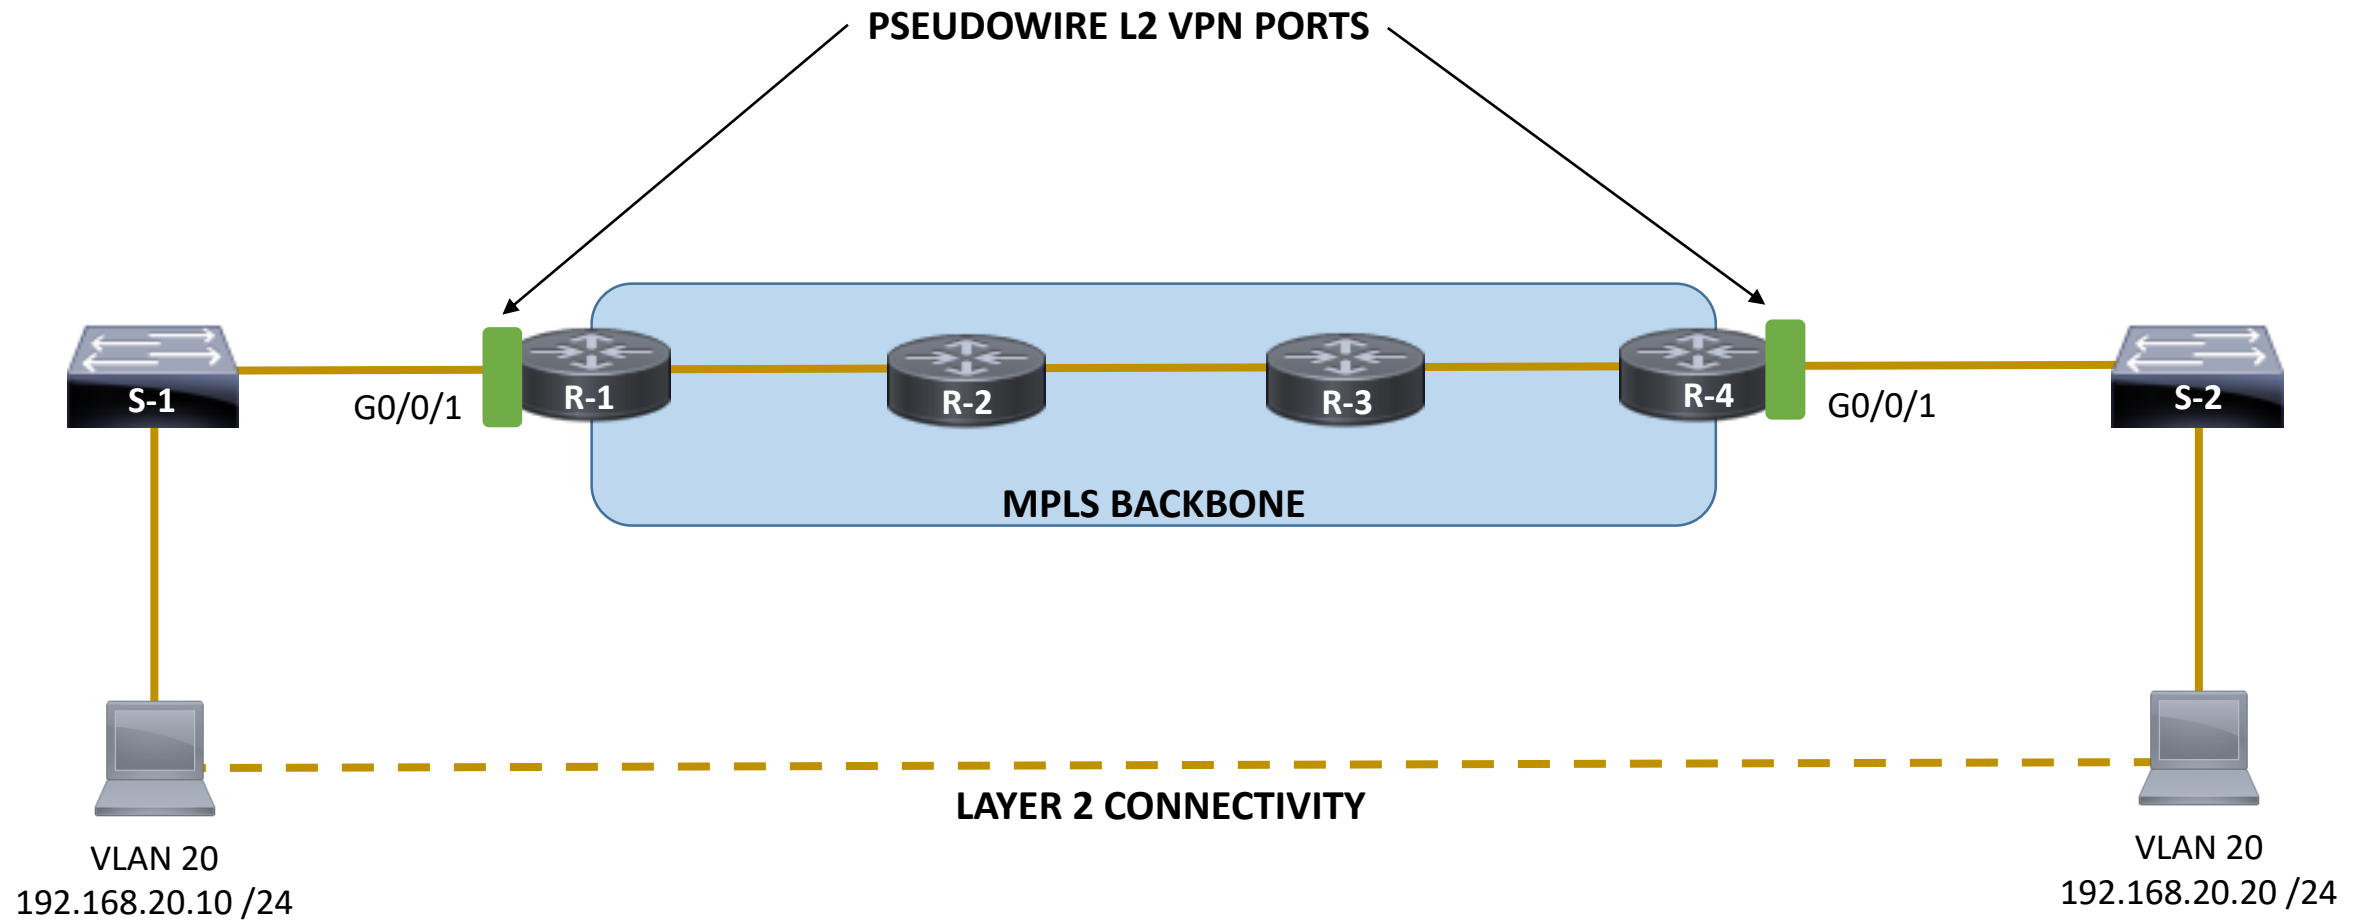 PSEUDOWIRE L2 VPN PORTS
S-1
G0/0/1
R-1
R-2
R-3
R-4
G0/0/1
S-2
MPLS BACKBONE
LAYER 2 CONNECTIVITY
VLAN 20
192.168.20.10 /24
VLAN 20
192.168.20.20 /24